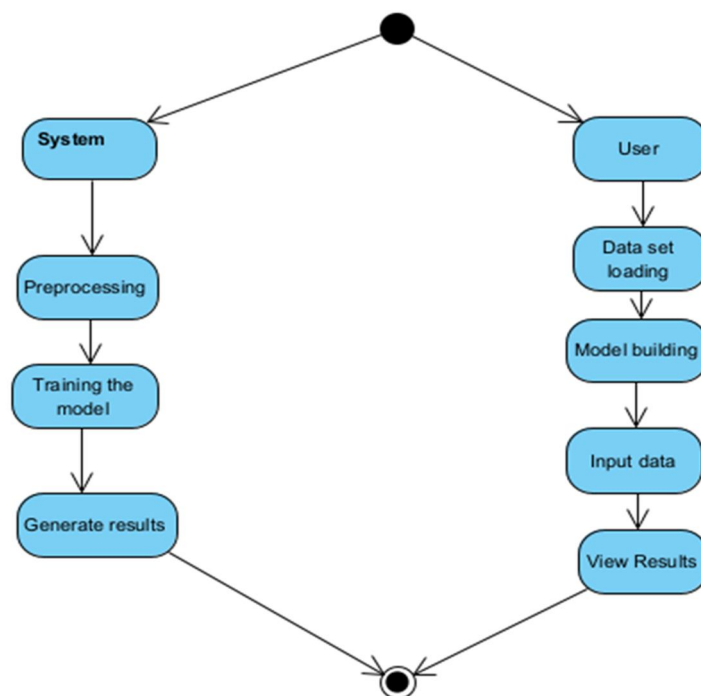 System
Preprocessing
Training the
model
Generate results
User
Data set
loading
Model building
Input data
View Results